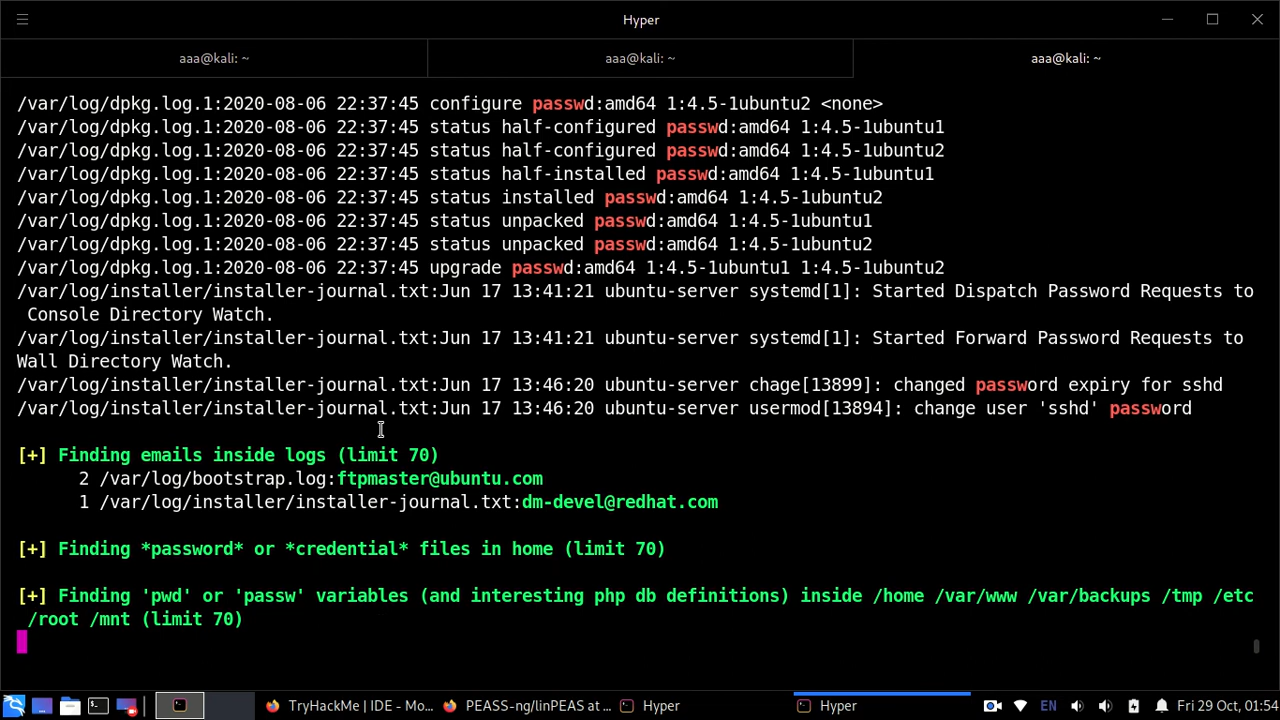 Hyper
aaa@kali: ~
aaa@kali: ~
aaa@kali: ~
/var/log/dpkg.log.1:2020-08-06 22:37:45 configure passwd:amd64 1:4.5-1ubuntu2 <none>
/var/log/dpkg.log.1:2020-08-06 22:37:45 status half-configured passwd:amd64 1:4.5-1ubuntu1
/var/log/dpkg.log.1:2020-08-06 22:37:45 status half-configured passwd:amd64 1:4.5-1ubuntu2
/var/log/dpkg.log.1:2020-08-06 22:37:45 status half-installed passwd:amd64 1:4.5-1ubuntu1
/var/log/dpkg.log.1:2020-08-06 22:37:45 status installed passwd:amd64 1:4.5-1ubuntu2
/var/log/dpkg.log.1:2020-08-06 22:37:45 status unpacked passwd:amd64 1:4.5-1ubuntu1
/var/log/dpkg.log.1:2020-08-06 22:37:45 status unpacked passwd:amd64 1:4.5-1ubuntu2
/var/log/dpkg.log.1:2020-08-06 22:37:45 upgrade passwd:amd64 1:4.5-1ubuntu1 1:4.5-1ubuntu2
/var/log/installer/installer-journal.txt:Jun 17 13:41:21 ubuntu-server systemd[1]: Started Dispatch Password Requests to
Console Directory Watch.
/var/log/installer/installer-journal.txt:Jun 17 13:41:21 ubuntu-server systemd[1]: Started Forward Password Requests to
Wall Directory Watch.
/var/log/installer/installer-journal.txt:Jun 17 13:46:20 ubuntu-server chage[13899]: changed password expiry for sshd
/var/log/installer/installer-journal.txt:Jun 17 13:46:20 ubuntu-server usermod[13894]: change user 'sshd' password
[+] Finding emails inside logs (limit 70)
2 /var/log/bootstrap.log:ftpmaster@ubuntu.com
1 /var/log/installer/installer-journal.txt:dm-devel@redhat.com
[+] Finding *password* or *credential* files in home (limit 70)
[+] Finding 'pwd' or 'passw' variables (and interesting php db definitions) inside /home /var/www /var/backups /tmp /etc
/root /mnt (limit 70)
TryHackMe | IDE - Mo...
PEASS-ng/linPEAS at ...
Hyper
Hyper
EN
Fri 29 Oct, 01:54